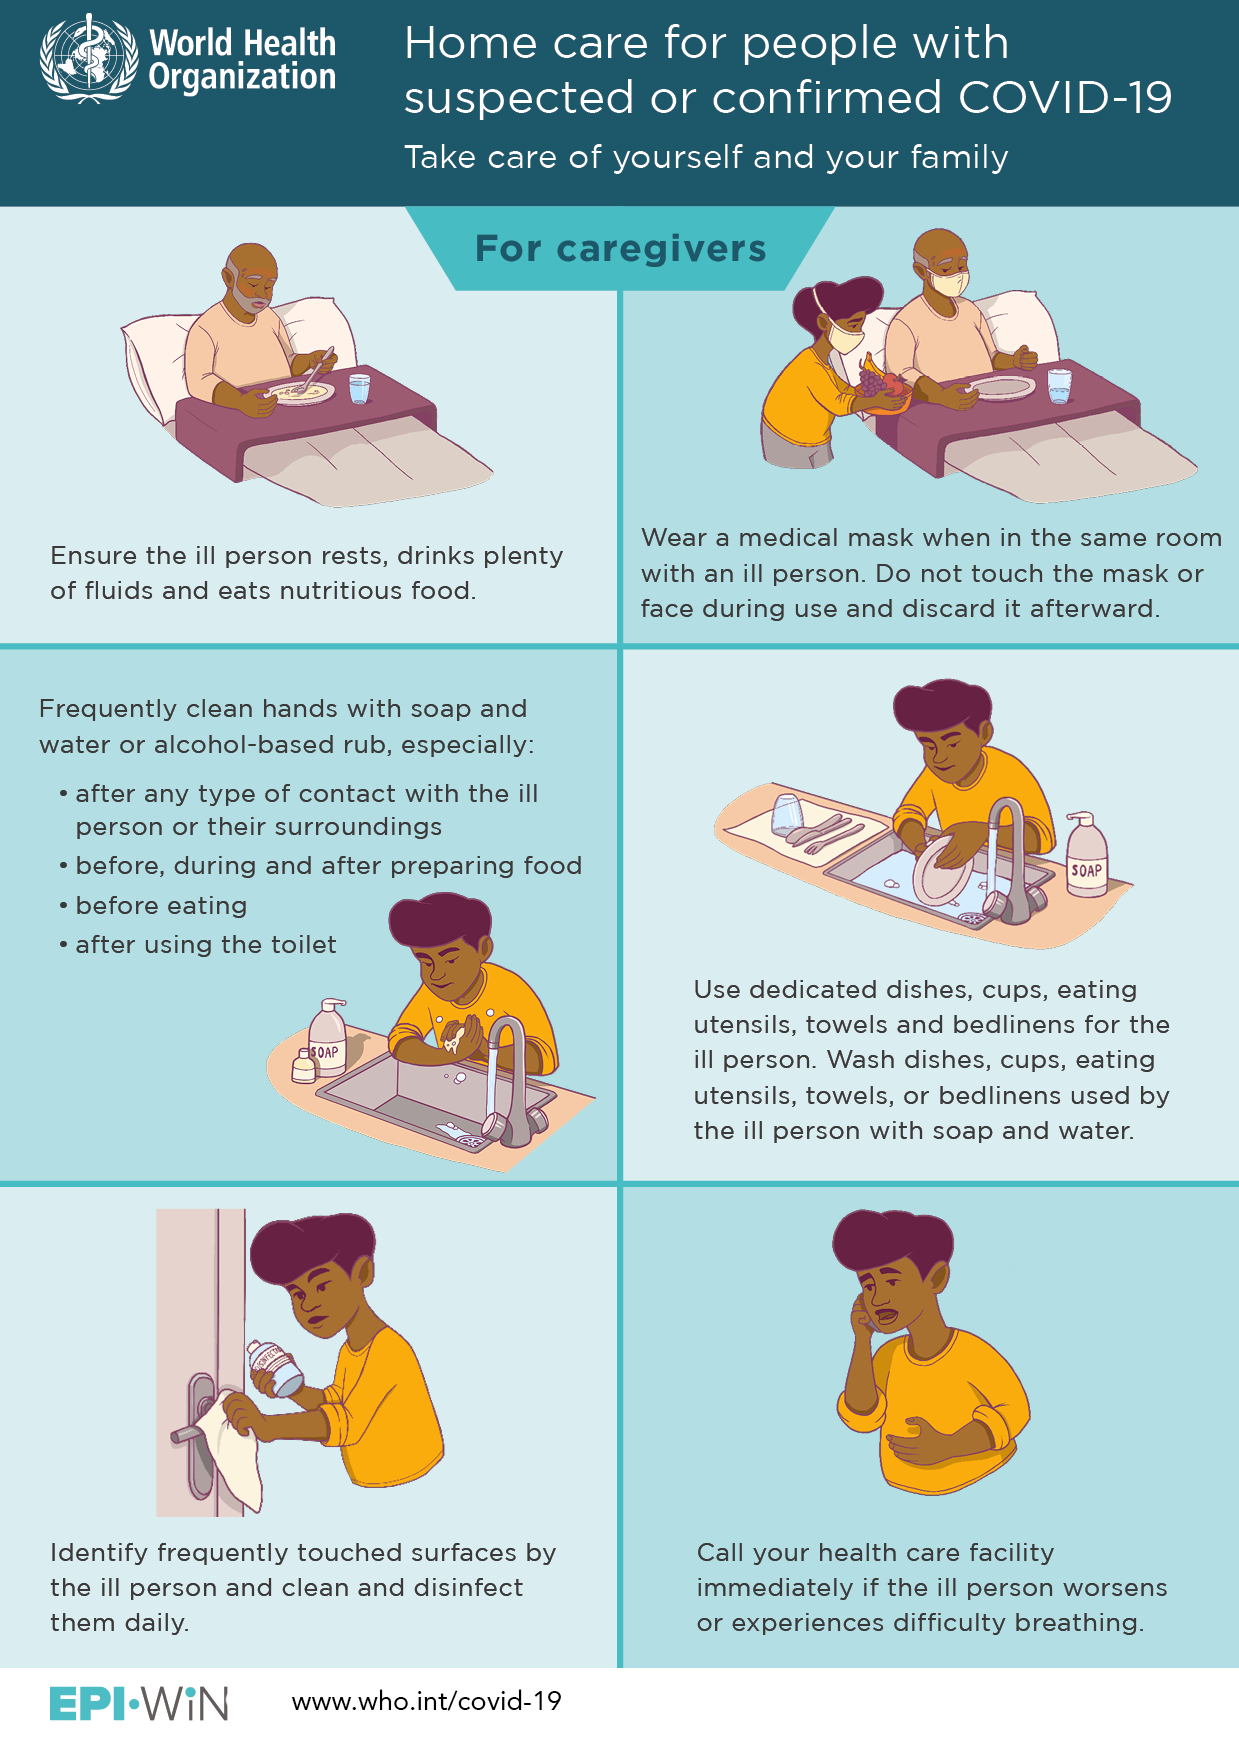 World Health
Organization
Home care for people with
suspected or confirmed COVID-19
Take care of yourself and your family
For caregivers
Ensure the ill person rests, drinks plenty
of fluids and eats nutritious food.
Wear a medical mask when in the same room
with an ill person. Do not touch the mask or
face during use and discard it afterward.
Frequently clean hands with soap and
water or alcohol-based rub, especially:
• after any type of contact with the ill
person or their surroundings
• before, during and after preparing food
• before eating
• after using the toilet
SOAP
SOAP
Use dedicated dishes, cups, eating
utensils, towels and bedlinens for the
ill person. Wash dishes, cups, eating
utensils, towels, or bedlinens used by
the ill person with soap and water.
Identify frequently touched surfaces by
the ill person and clean and disinfect
them daily.
Call your health care facility
immediately if the ill person worsens
or experiences difficulty breathing.
EPI•WiN
www.who.int/covid-19